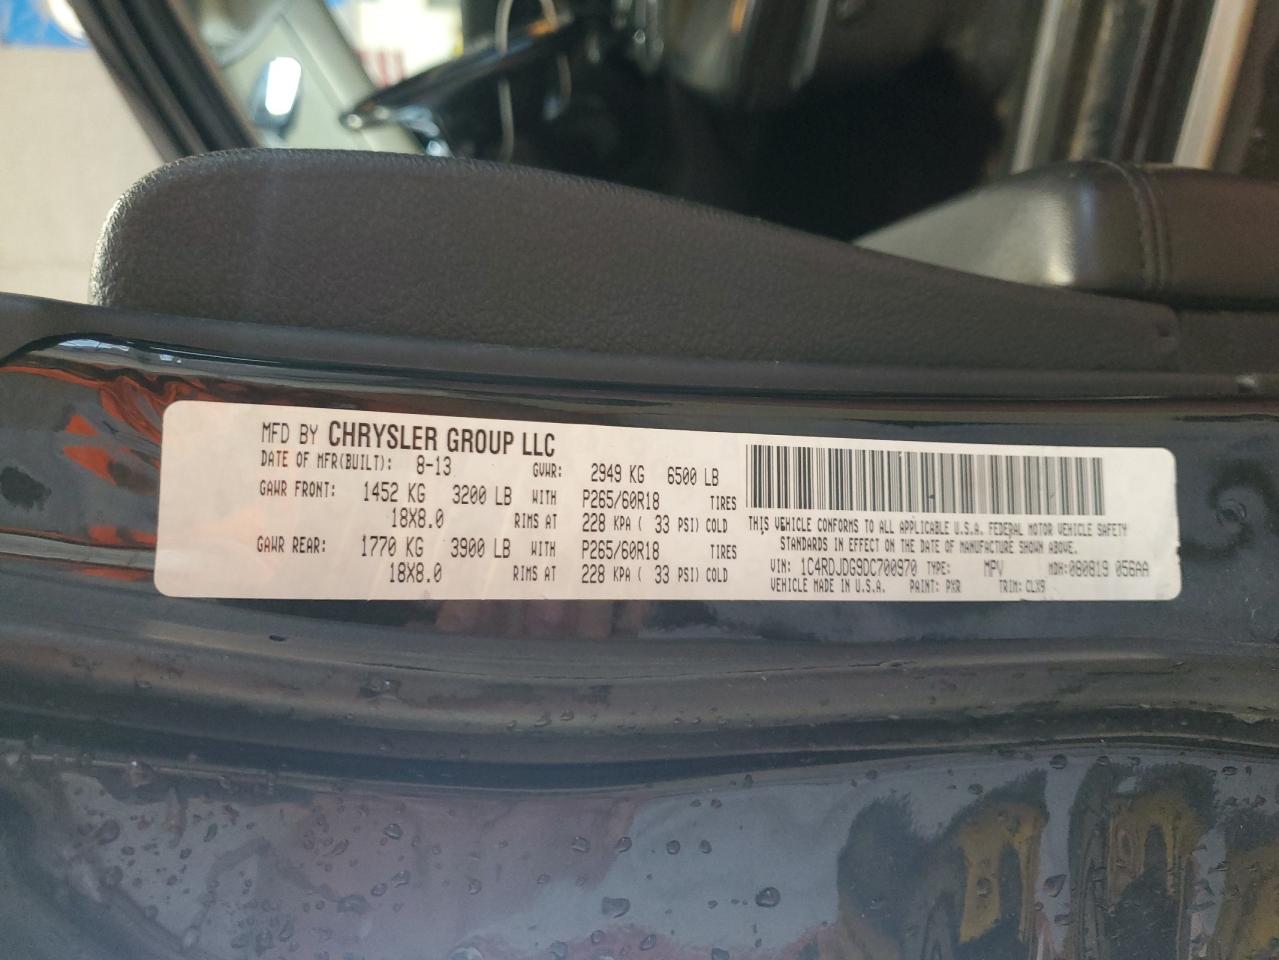 MFD BY CHRYSLER GROUP LLC
DATE OF MFR(BUILT): 8-13 GVWR: 2949 KG 6500 LB
GAWR FRONT: 1452 KG 3200 LB WITH P265/60R18 TIRES
18X8.0 RIMS AT 228 KPA ( 33 PSI) COLD
GAWR REAR: 1770 KG 3900 LB WITH P265/60R18 TIRES
18X8.0 RIMS AT 228 KPA ( 33 PSI) COLD
THIS VEHICLE CONFORMS TO ALL APPLICABLE U.S.A. FEDERAL MOTOR VEHICLE SAFETY
STANDARDS IN EFFECT ON THE DATE OF MANUFACTURE SHOWN ABOVE.
VIN: 1C4RDJDG9DC700970 TYPE: MPV MDH: 080819 056AA
VEHICLE MADE IN U.S.A. PAINT: PXR TRIM: CLX9